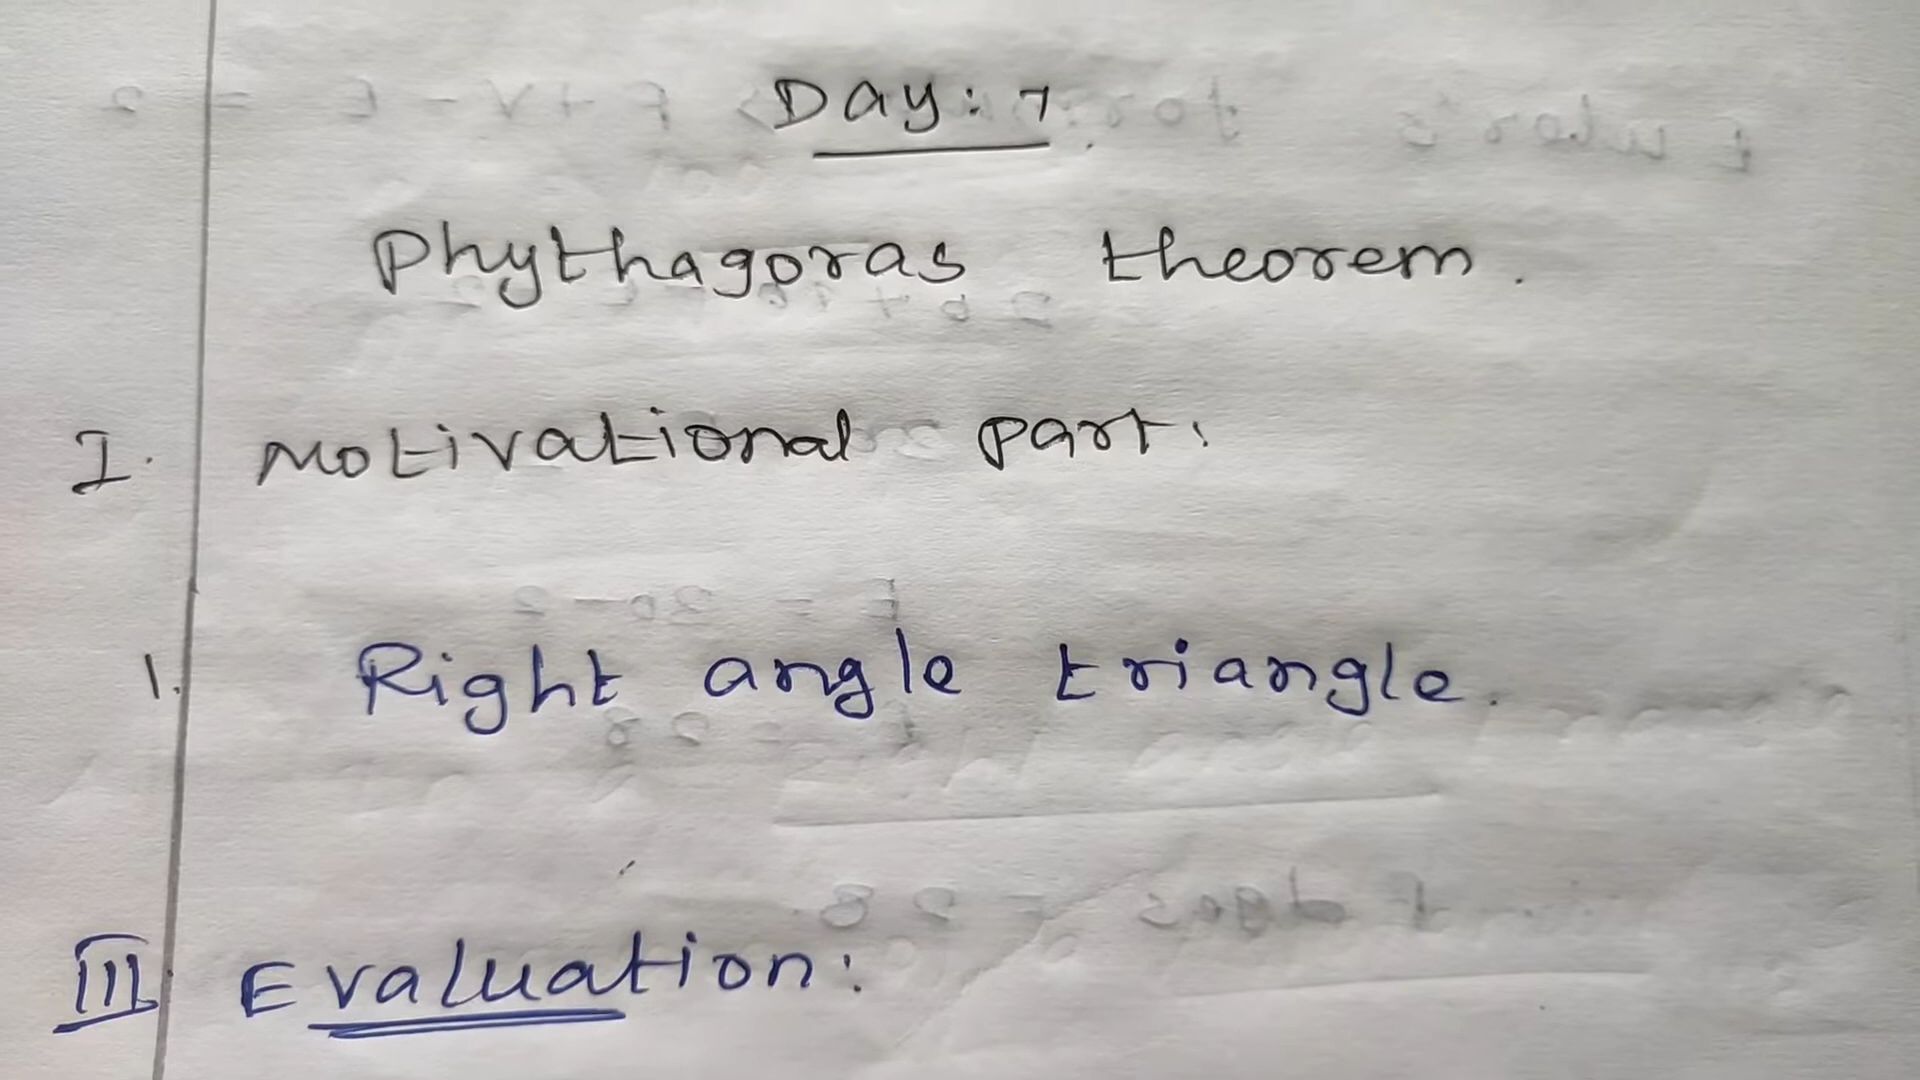 Day: 7
Phythagoras theorem.
I. Motivational part:
1. Right angle triangle.
III. Evaluation: